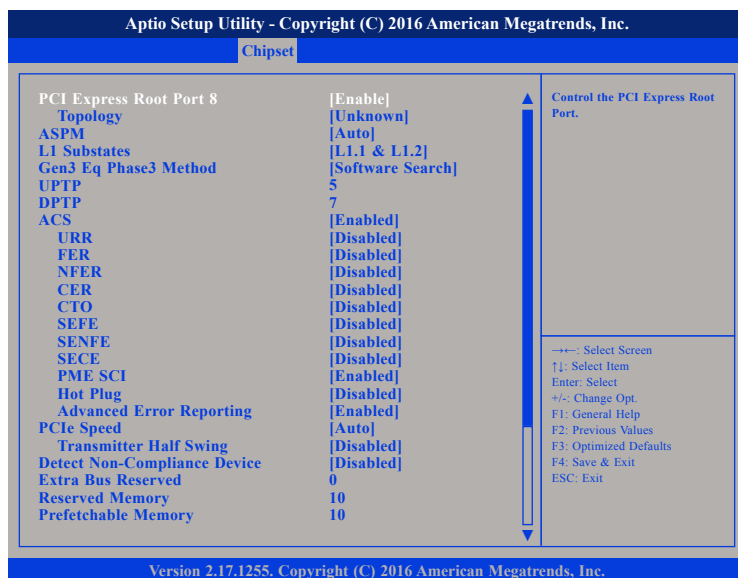 Aptio Setup Utility - Copyright (C) 2016 American Megatrends, Inc.
Chipset
PCI Express Root Port 8 [Enable]
Topology [Unknown]
ASPM [Auto]
L1 Substates [L1.1 & L1.2]
Gen3 Eq Phase3 Method [Software Search]
UPTP 5
DPTP 7
ACS [Enabled]
URR [Disabled]
FER [Disabled]
NFER [Disabled]
CER [Disabled]
CTO [Disabled]
SEFE [Disabled]
SENFE [Disabled]
SECE [Disabled]
PME SCI [Enabled]
Hot Plug [Disabled]
Advanced Error Reporting [Enabled]
PCIe Speed [Auto]
Transmitter Half Swing [Disabled]
Detect Non-Compliance Device [Disabled]
Extra Bus Reserved 0
Reserved Memory 10
Prefetchable Memory 10
Control the PCI Express Root
Port.
→←: Select Screen
↑↓: Select Item
Enter: Select
+/-: Change Opt.
F1: General Help
F2: Previous Values
F3: Optimized Defaults
F4: Save & Exit
ESC: Exit
Version 2.17.1255. Copyright (C) 2016 American Megatrends, Inc.